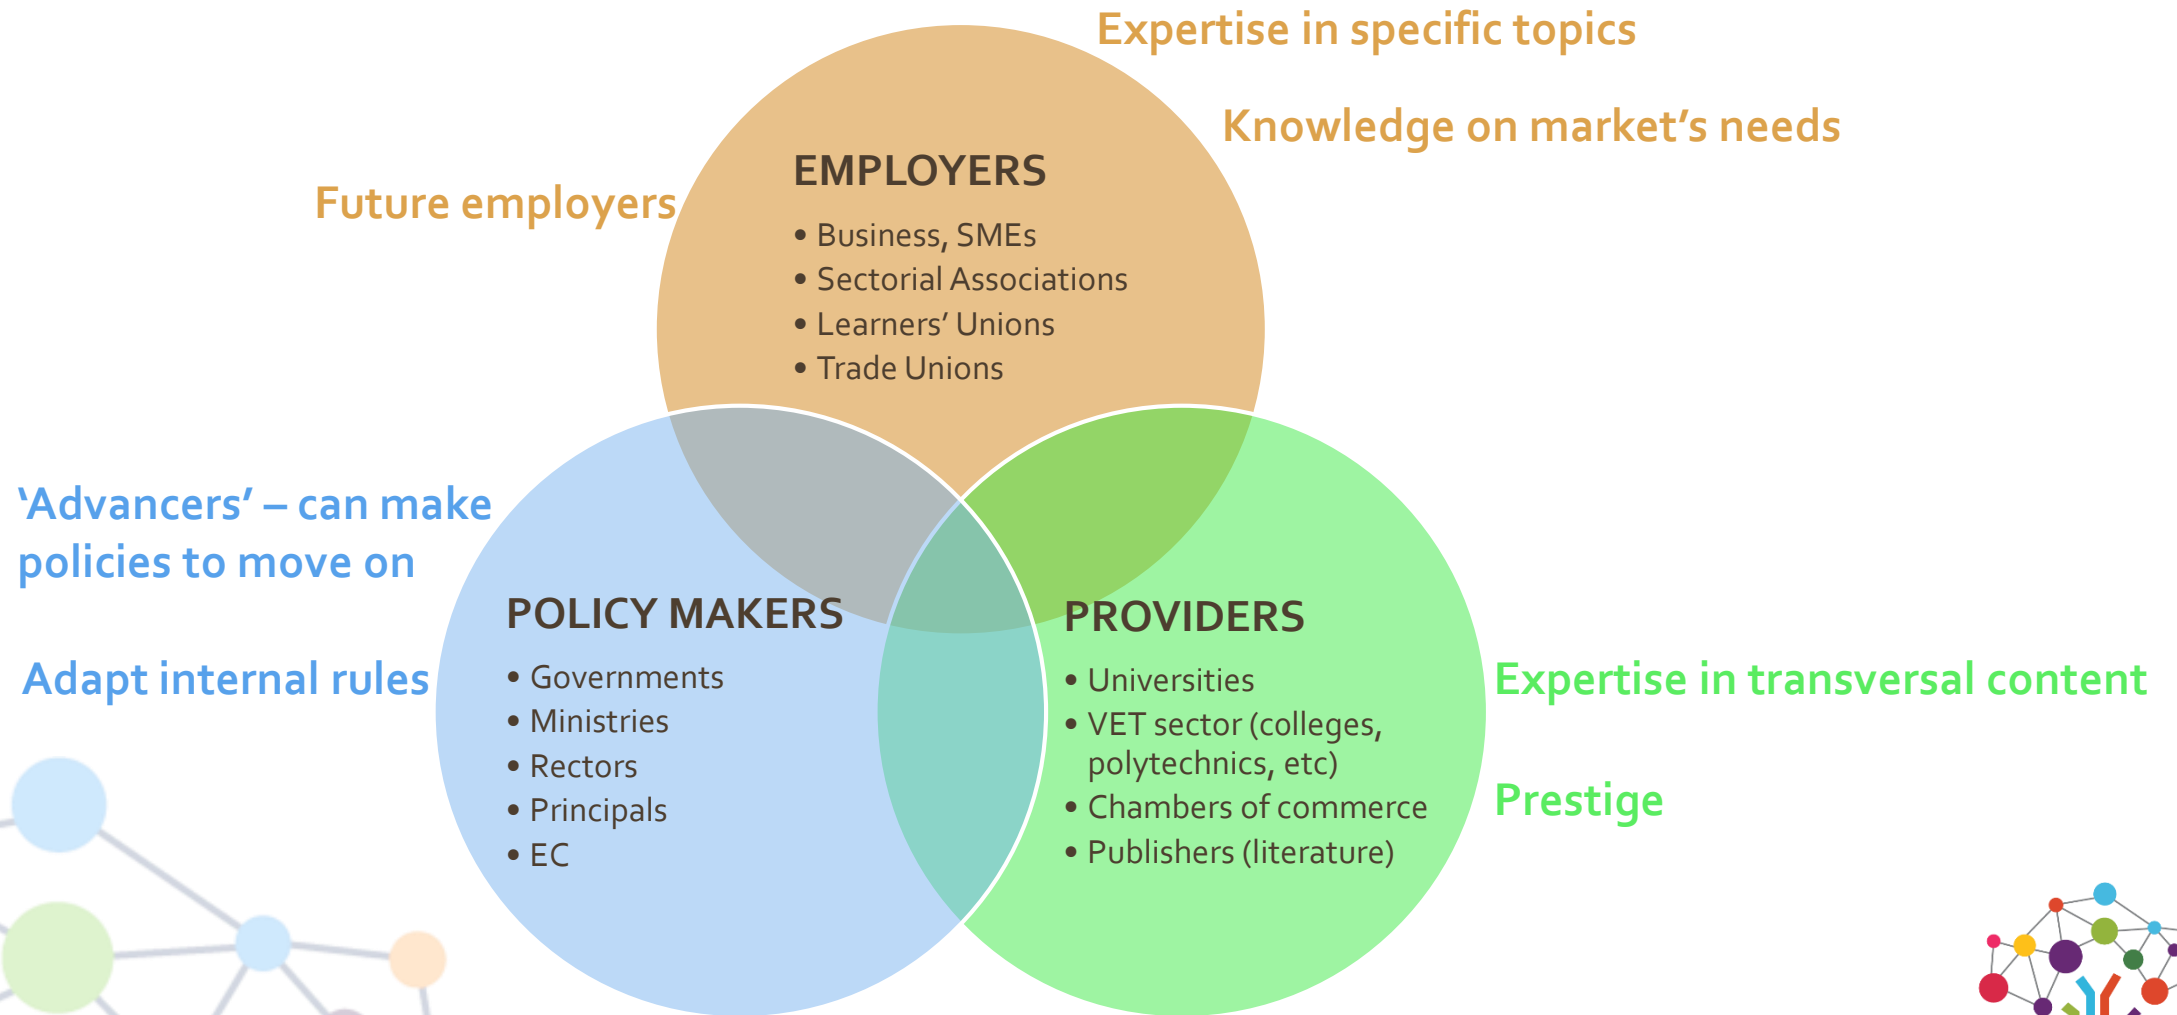 Expertise in specific topics
Knowledge on market’s needs
Future employers
EMPLOYERS
• Business, SMEs
• Sectorial Associations
• Learners’ Unions
• Trade Unions
‘Advancers’ – can make
policies to move on
Adapt internal rules
POLICY MAKERS
• Governments
• Ministries
• Rectors
• Principals
• EC
PROVIDERS
• Universities
• VET sector (colleges,
polytechnics, etc)
• Chambers of commerce
• Publishers (literature)
Expertise in transversal content
Prestige